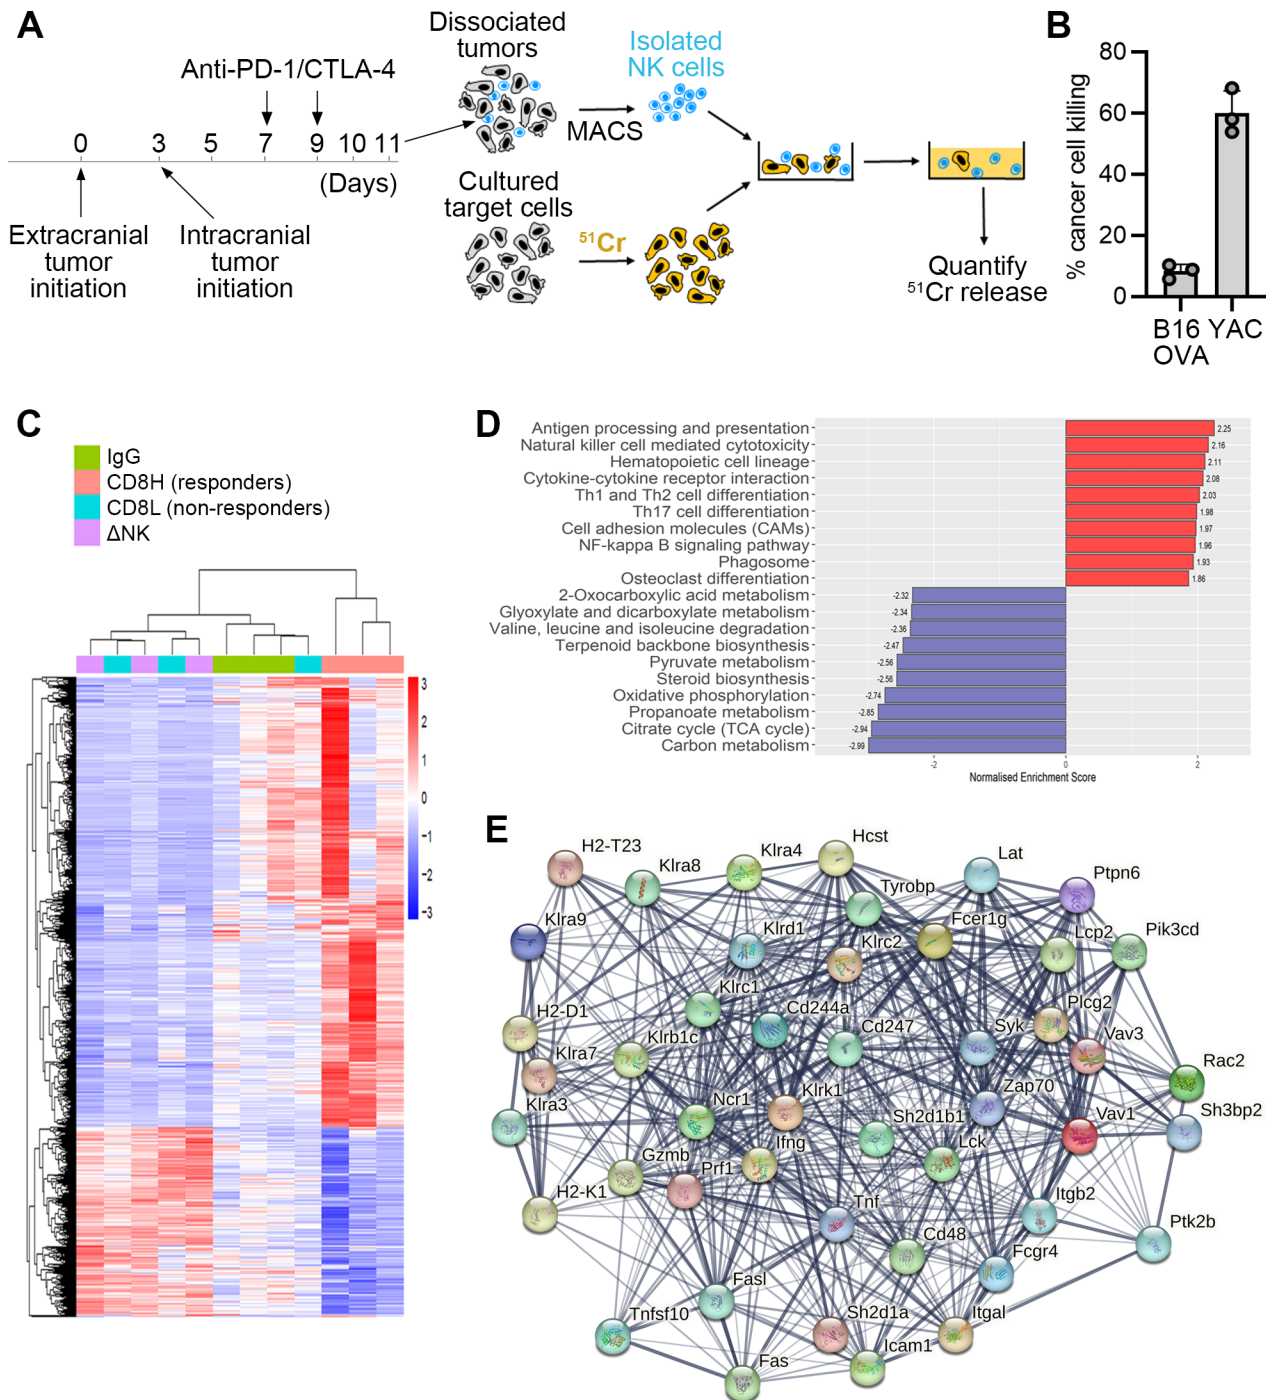 A
Anti-PD-1/CTLA-4
0 3 5 7 9 10 11
(Days)
Extracranial
tumor
initiation
Intracranial
tumor
initiation
Dissociated
tumors
MACS
Isolated
NK cells
Cultured
target cells
51Cr
Quantify
51Cr release
B
% cancer cell killing
80
60
40
20
0
B16
OVA
YAC
C
IgG
CD8H (responders)
CD8L (non-responders)
ΔNK
3
2
1
0
−1
−2
−3
D
Antigen processing and presentation 2.25
Natural killer cell mediated cytotoxicity 2.16
Hematopoietic cell lineage 2.11
Cytokine-cytokine receptor interaction 2.08
Th1 and Th2 cell differentiation 2.03
Th17 cell differentiation 1.98
Cell adhesion molecules (CAMs) 1.97
NF-kappa B signaling pathway 1.96
Phagosome 1.93
Osteoclast differentiation 1.86
2-Oxocarboxylic acid metabolism -2.32
Glyoxylate and dicarboxylate metabolism -2.34
Valine, leucine and isoleucine degradation -2.36
Terpenoid backbone biosynthesis -2.47
Pyruvate metabolism -2.56
Steroid biosynthesis -2.56
Oxidative phosphorylation -2.74
Propanoate metabolism -2.85
Citrate cycle (TCA cycle) -2.94
Carbon metabolism -2.99
-2 0 2
Normalised Enrichment Score
E
H2-T23
Klra8
Klra4
Hcst
Lat
Ptpn6
Tyrobp
Klra9
Klrd1
Klrc2
Fcer1g
Lcp2
Pik3cd
Klrc1
H2-D1
Cd244a
Cd247
Syk
Plcg2
Vav3
Klrb1c
Klra7
Rac2
Klra3
Ncr1
Klrk1
Zap70
Sh2d1b1
Vav1
Sh3bp2
Gzmb
Prf1
Ifng
Lck
H2-K1
Tnf
Itgb2
Ptk2b
Cd48
Fcgr4
Fasl
Tnfsf10
Sh2d1a
Itgal
Icam1
Fas